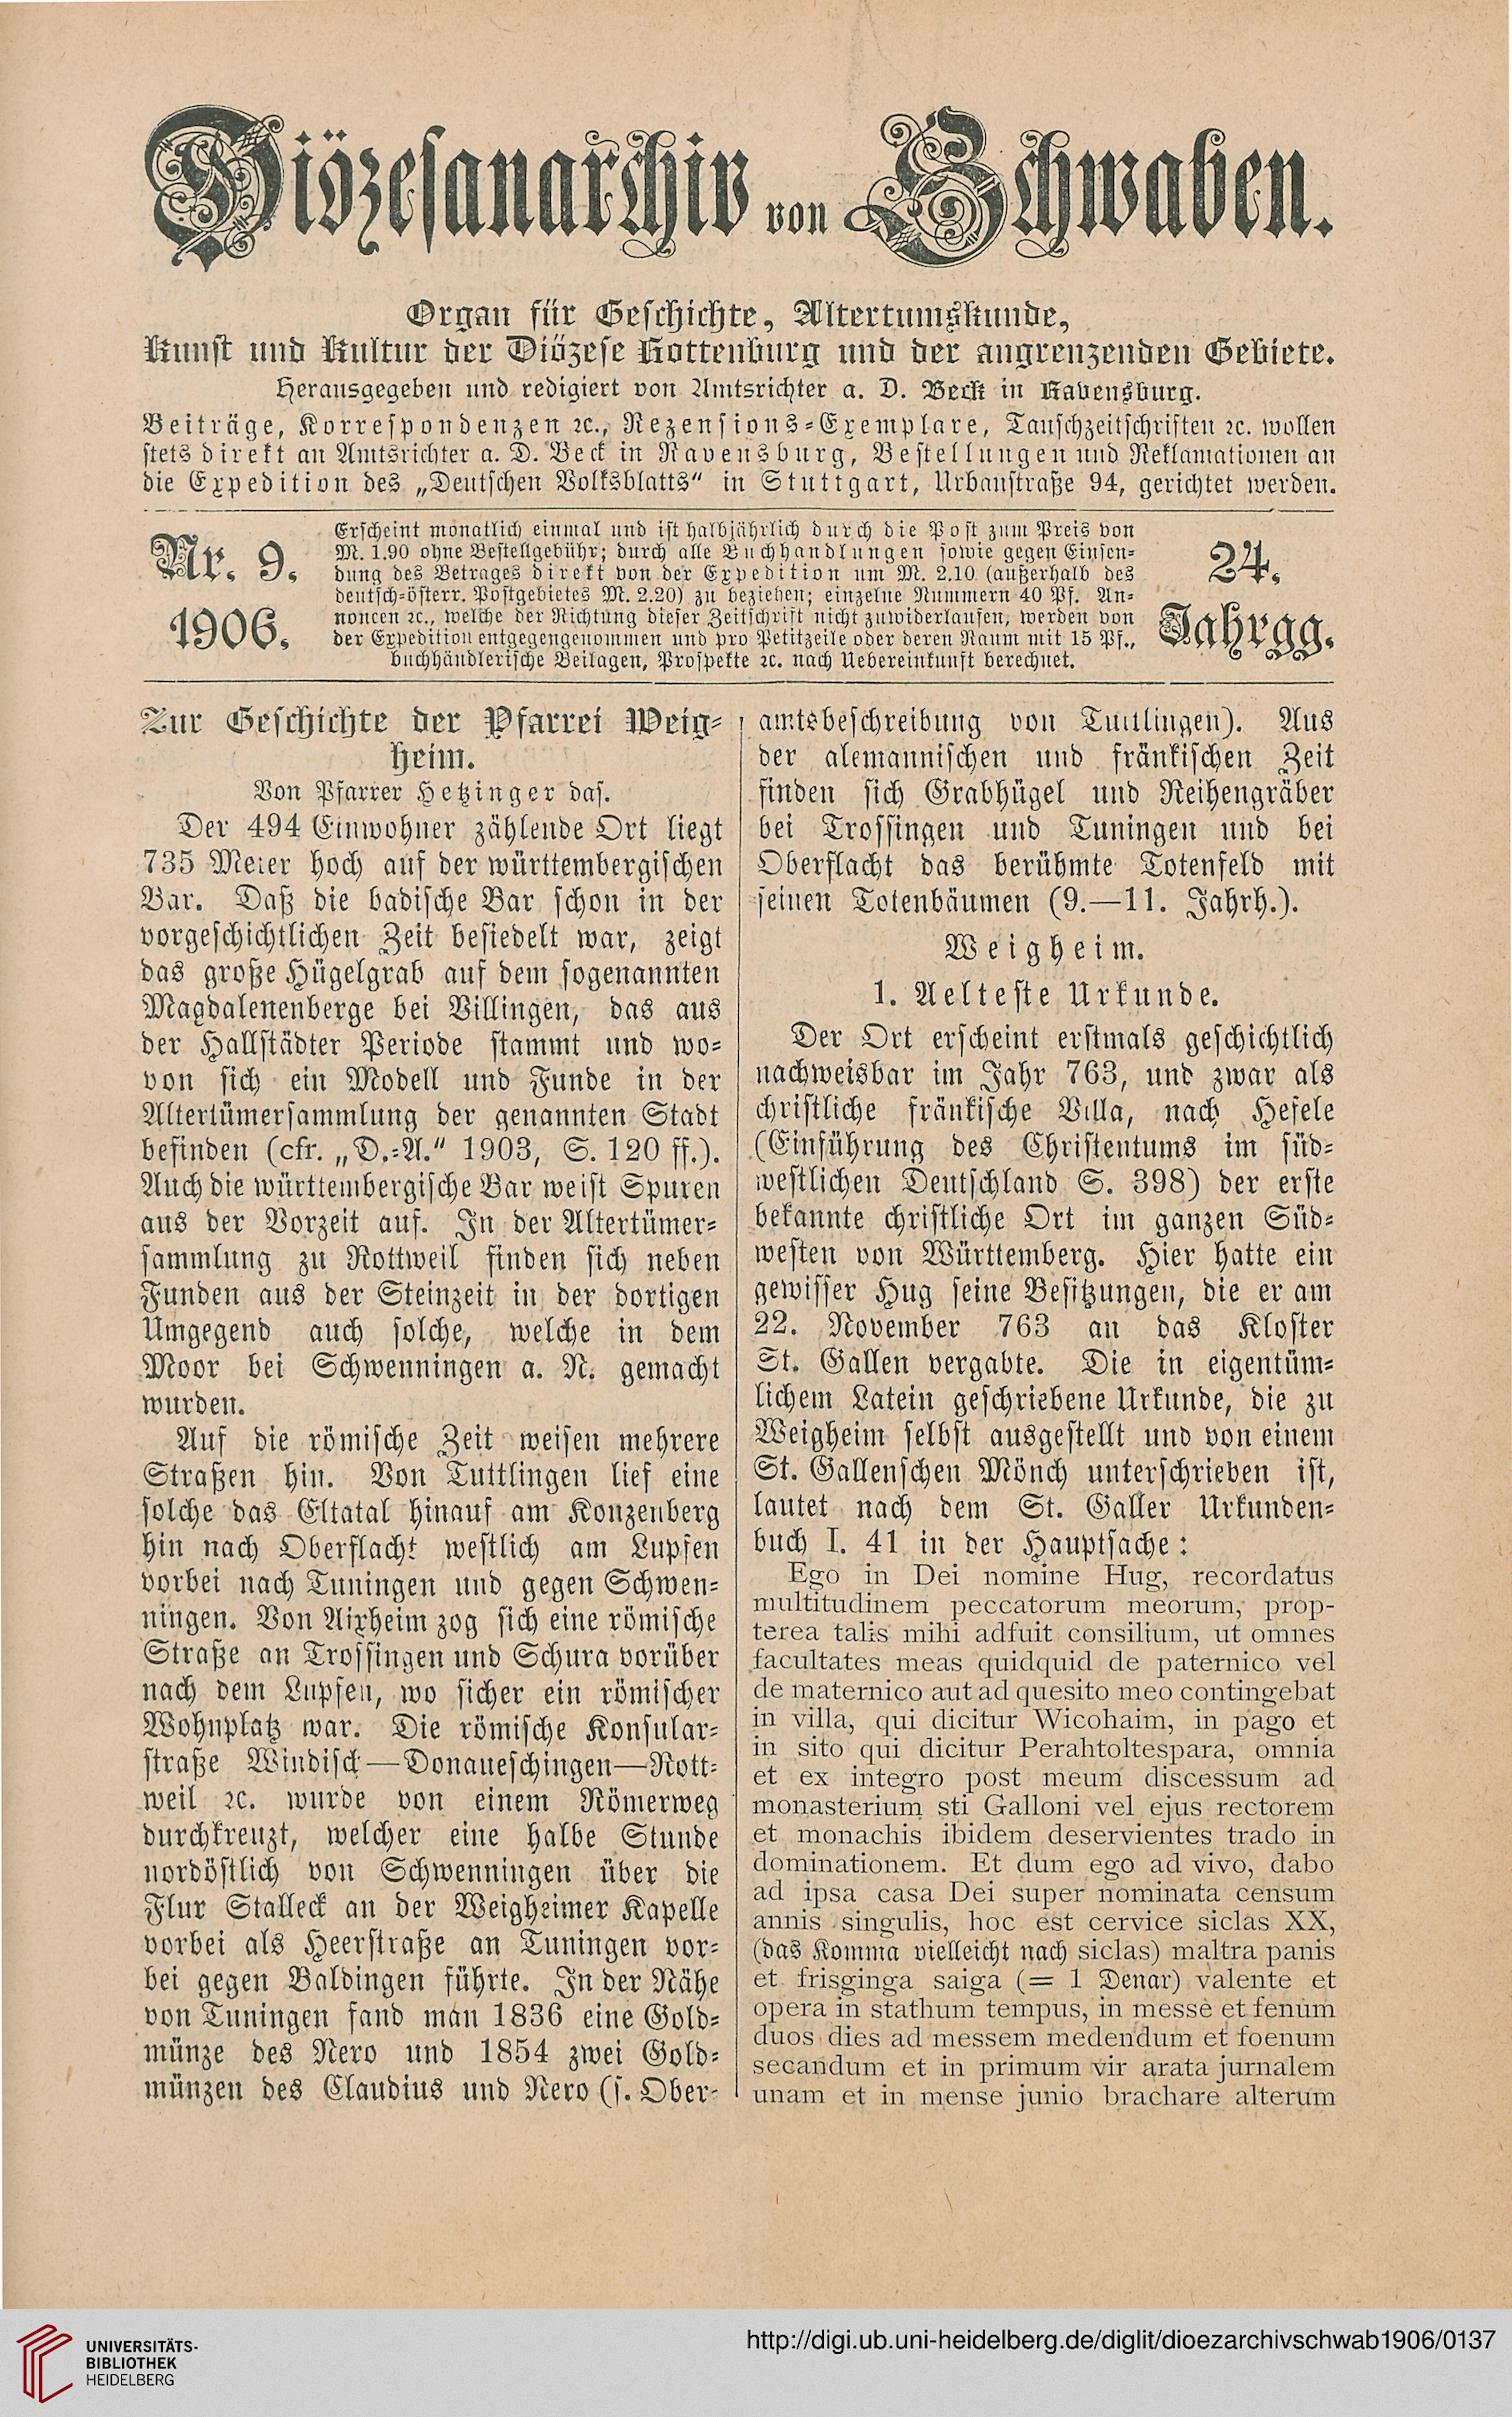 Diözesanarchiv von Schwaben.
Organ für Geschichte, Altertumskunde,
Kunst und Kultur der Diözese Rottenburg und der angrenzenden Gebiete.
Herausgegeben und redigiert von Amtsrichter a. D. Beck in Ravensburg.
Beiträge, Korrespondenzen ꝛc., Rezensions-Exemplare, Tauschzeitschriften ꝛc. wollen
stets direkt an Amtsrichter a. D. Beck in Ravensburg, Bestellungen und Reklamationen an
die Expedition des „Deutschen Volksblatts“ in Stuttgart, Urbanstraße 94, gerichtet werden.
Nr. 9.
1906.
Erscheint monatlich einmal und ist halbjährlich durch die Post zum Preis von
M. 1.90 ohne Bestellgebühr; durch alle Buchhandlungen sowie gegen Einsen-
dung des Betrages direkt von der Expedition um M. 2.10 (außerhalb des
deutsch-österr. Postgebietes M. 2.20) zu beziehen; einzelne Nummern 40 Pf. An-
noncen ꝛc., welche der Richtung dieser Zeitschrift nicht zuwiderlaufen, werden von
der Expedition entgegengenommen und pro Petitzeile oder deren Raum mit 15 Pf.,
buchhändlerische Beilagen, Prospekte ꝛc. nach Uebereinkunft berechnet.
24.
Jahrgg.
Zur Geschichte der Pfarrei Weig-
heim.
Von Pfarrer Hetzinger das.
Der 494 Einwohner zählende Ort liegt
735 Meter hoch auf der württembergischen
Bar. Daß die badische Bar schon in der
vorgeschichtlichen Zeit besiedelt war, zeigt
das große Hügelgrab auf dem sogenannten
Magdalenenberge bei Villingen, das aus
der Hallstädter Periode stammt und wo-
von sich ein Modell und Funde in der
Altertümersammlung der genannten Stadt
befinden (cfr. „D.-A.“ 1903, S. 120 ff.).
Auch die württembergische Bar weist Spuren
aus der Vorzeit auf. In der Altertümer-
sammlung zu Rottweil finden sich neben
Funden aus der Steinzeit in der dortigen
Umgegend auch solche, welche in dem
Moor bei Schwenningen a. N. gemacht
wurden.
Auf die römische Zeit weisen mehrere
Straßen hin. Von Tuttlingen lief eine
solche das Eltatal hinauf am Konzenberg
hin nach Oberflacht westlich am Lupfen
vorbei nach Tuningen und gegen Schwen-
ningen. Von Aixheim zog sich eine römische
Straße an Trossingen und Schura vorüber
nach dem Lupfen, wo sicher ein römischer
Wohnplatz war. Die römische Konsular-
straße Windisch—Donaueschingen—Rott-
weil ꝛc. wurde von einem Römerweg
durchkreuzt, welcher eine halbe Stunde
nordöstlich von Schwenningen über die
Flur Stalleck an der Weigheimer Kapelle
vorbei als Heerstraße an Tuningen vor-
bei gegen Baldingen führte. In der Nähe
von Tuningen fand man 1836 eine Gold-
münze des Nero und 1854 zwei Gold-
münzen des Claudius und Nero (s. Ober-
amtsbeschreibung von Tuttlingen). Aus
der alemannischen und fränkischen Zeit
finden sich Grabhügel und Reihengräber
bei Trossingen und Tuningen und bei
Oberflacht das berühmte Totenfeld mit
seinen Totenbäumen (9.—11. Jahrh.).
Weigheim.
1. Aelteste Urkunde.
Der Ort erscheint erstmals geschichtlich
nachweisbar im Jahr 763, und zwar als
christliche fränkische Villa, nach Hefele
(Einführung des Christentums im süd-
westlichen Deutschland S. 398) der erste
bekannte christliche Ort im ganzen Süd-
westen von Württemberg. Hier hatte ein
gewisser Hug seine Besitzungen, die er am
22. November 763 an das Kloster
St. Gallen vergabte. Die in eigentüm-
lichem Latein geschriebene Urkunde, die zu
Weigheim selbst ausgestellt und von einem
St. Gallenschen Mönch unterschrieben ist,
lautet nach dem St. Galler Urkunden-
buch I. 41 in der Hauptsache:
Ego in Dei nomine Hug, recordatus
multitudinem peccatorum meorum, prop-
terea talis mihi adfuit consilium, ut omnes
facultates meas quidquid de paternico vel
de maternico aut ad quesito meo contingebat
in villa, qui dicitur Wicohaim, in pago et
in sito qui dicitur Perahtoltespara, omnia
et ex integro post meum discessum ad
monasterium sti Galloni vel ejus rectorem
et monachis ibidem deservientes trado in
dominationem. Et dum ego ad vivo, dabo
ad ipsa casa Dei super nominata censum
annis singulis, hoc est cervice siclas XX,
(das Komma vielleicht nach siclas) maltra panis
et frisginga saiga (= 1 Denar) valente et
opera in stathum tempus, in messe et fenum
duos dies ad messem medendum et foenum
secandum et in primum vir arata jurnalem
unam et in mense junio brachare alterum
UNIVERSITÄTS-
BIBLIOTHEK
HEIDELBERG
http://digi.ub.uni-heidelberg.de/diglit/dioezarchivschwab1906/0137